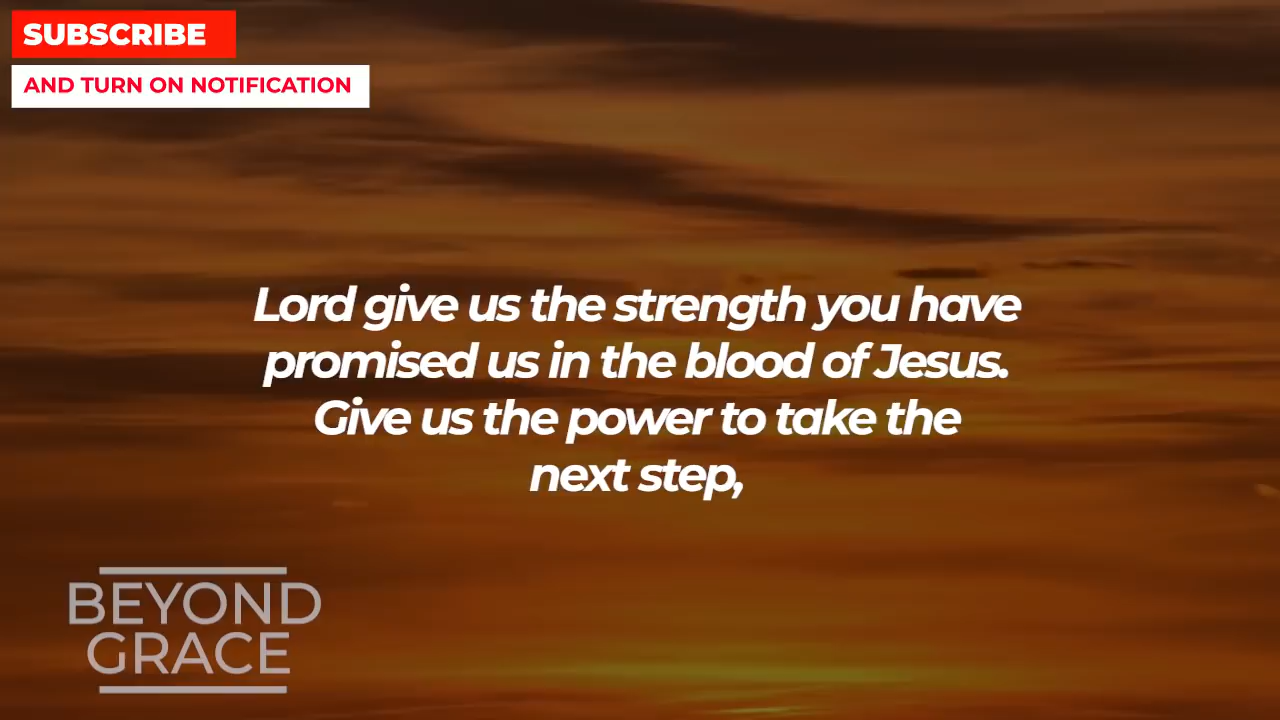 SUBSCRIBE
AND TURN ON NOTIFICATION
Lord give us the strength you have
promised us in the blood of Jesus.
Give us the power to take the
next step,
BEYOND
GRACE